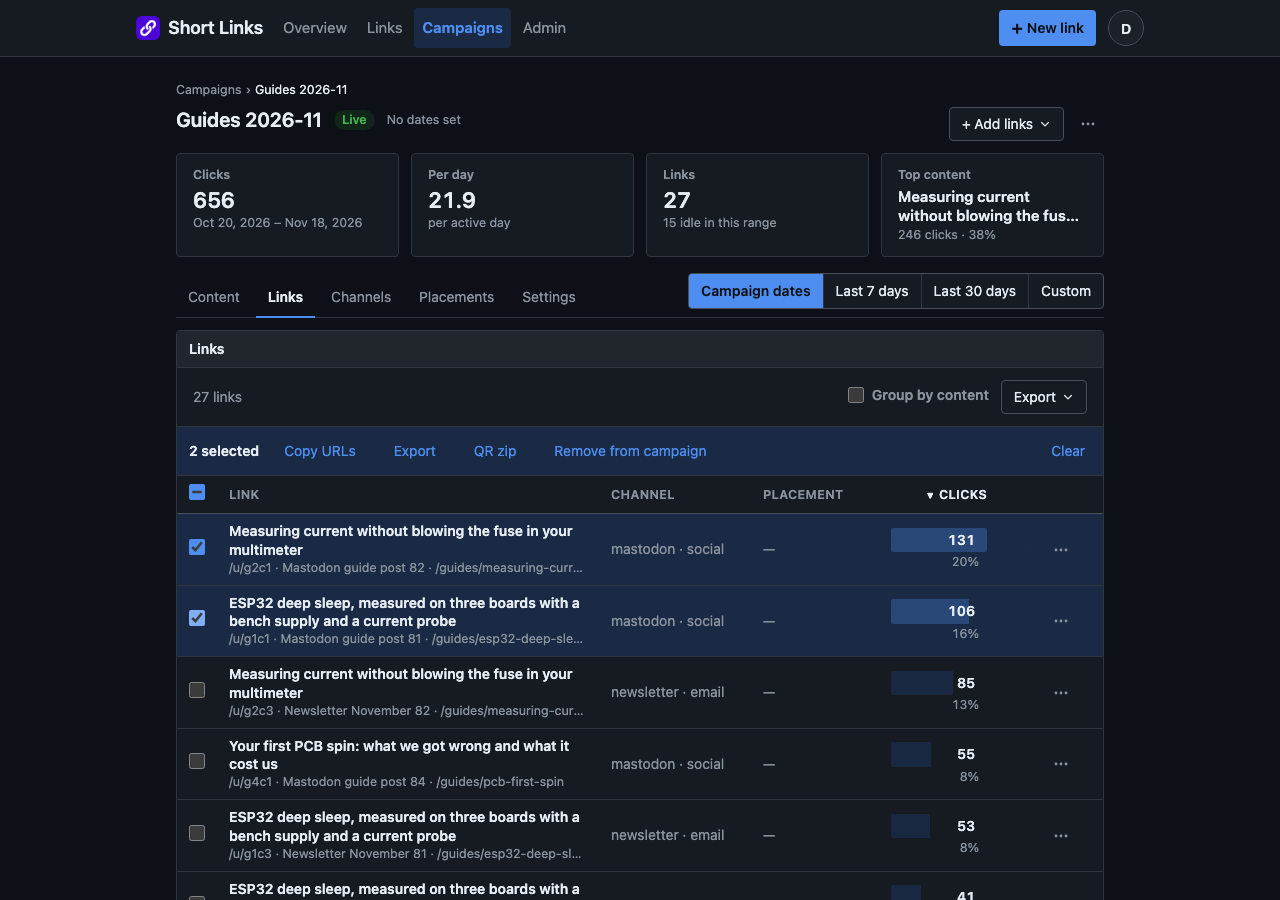 Short Links Overview Links Campaigns Admin + New link D
Campaigns › Guides 2026-11
Guides 2026-11 Live No dates set + Add links
Clicks
656
Oct 20, 2026 – Nov 18, 2026
Per day
21.9
per active day
Links
27
15 idle in this range
Top content
Measuring current
without blowing the fus...
246 clicks · 38%
Content Links Channels Placements Settings
Campaign dates Last 7 days Last 30 days Custom
Links
27 links Group by content Export
2 selected Copy URLs Export QR zip Remove from campaign Clear
LINK CHANNEL PLACEMENT ▼ CLICKS
Measuring current without blowing the fuse in your
multimeter
/u/g2c1 · Mastodon guide post 82 · /guides/measuring-curr...
mastodon · social — 131
20%
ESP32 deep sleep, measured on three boards with a
bench supply and a current probe
/u/g1c1 · Mastodon guide post 81 · /guides/esp32-deep-sle...
mastodon · social — 106
16%
Measuring current without blowing the fuse in your
multimeter
/u/g2c3 · Newsletter November 82 · /guides/measuring-cur...
newsletter · email — 85
13%
Your first PCB spin: what we got wrong and what it
cost us
/u/g4c1 · Mastodon guide post 84 · /guides/pcb-first-spin
mastodon · social — 55
8%
ESP32 deep sleep, measured on three boards with a
bench supply and a current probe
/u/g1c3 · Newsletter November 81 · /guides/esp32-deep-sl...
newsletter · email — 53
8%
ESP32 deep sleep, measured on three boards with a
41